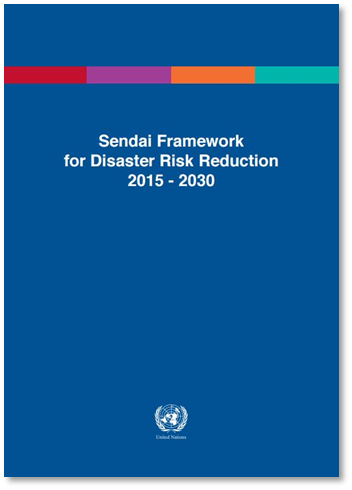 Sendai Framework
for Disaster Risk Reduction
2015 - 2030
United Nations